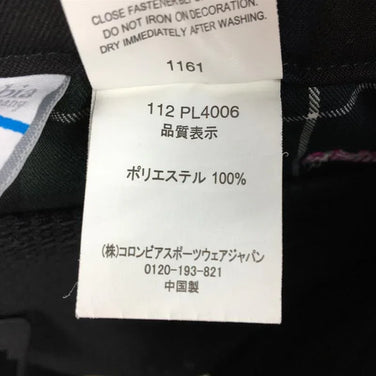 CLOSE FASTENER
DO NOT IRON ON DECORATION.
DRY IMMEDIATELY AFTER WASHING.
1161
112 PL4006
品質表示
ポリエステル 100%
(株)コロンビアスポーツウェアジャパン
0120-193-821
中国製